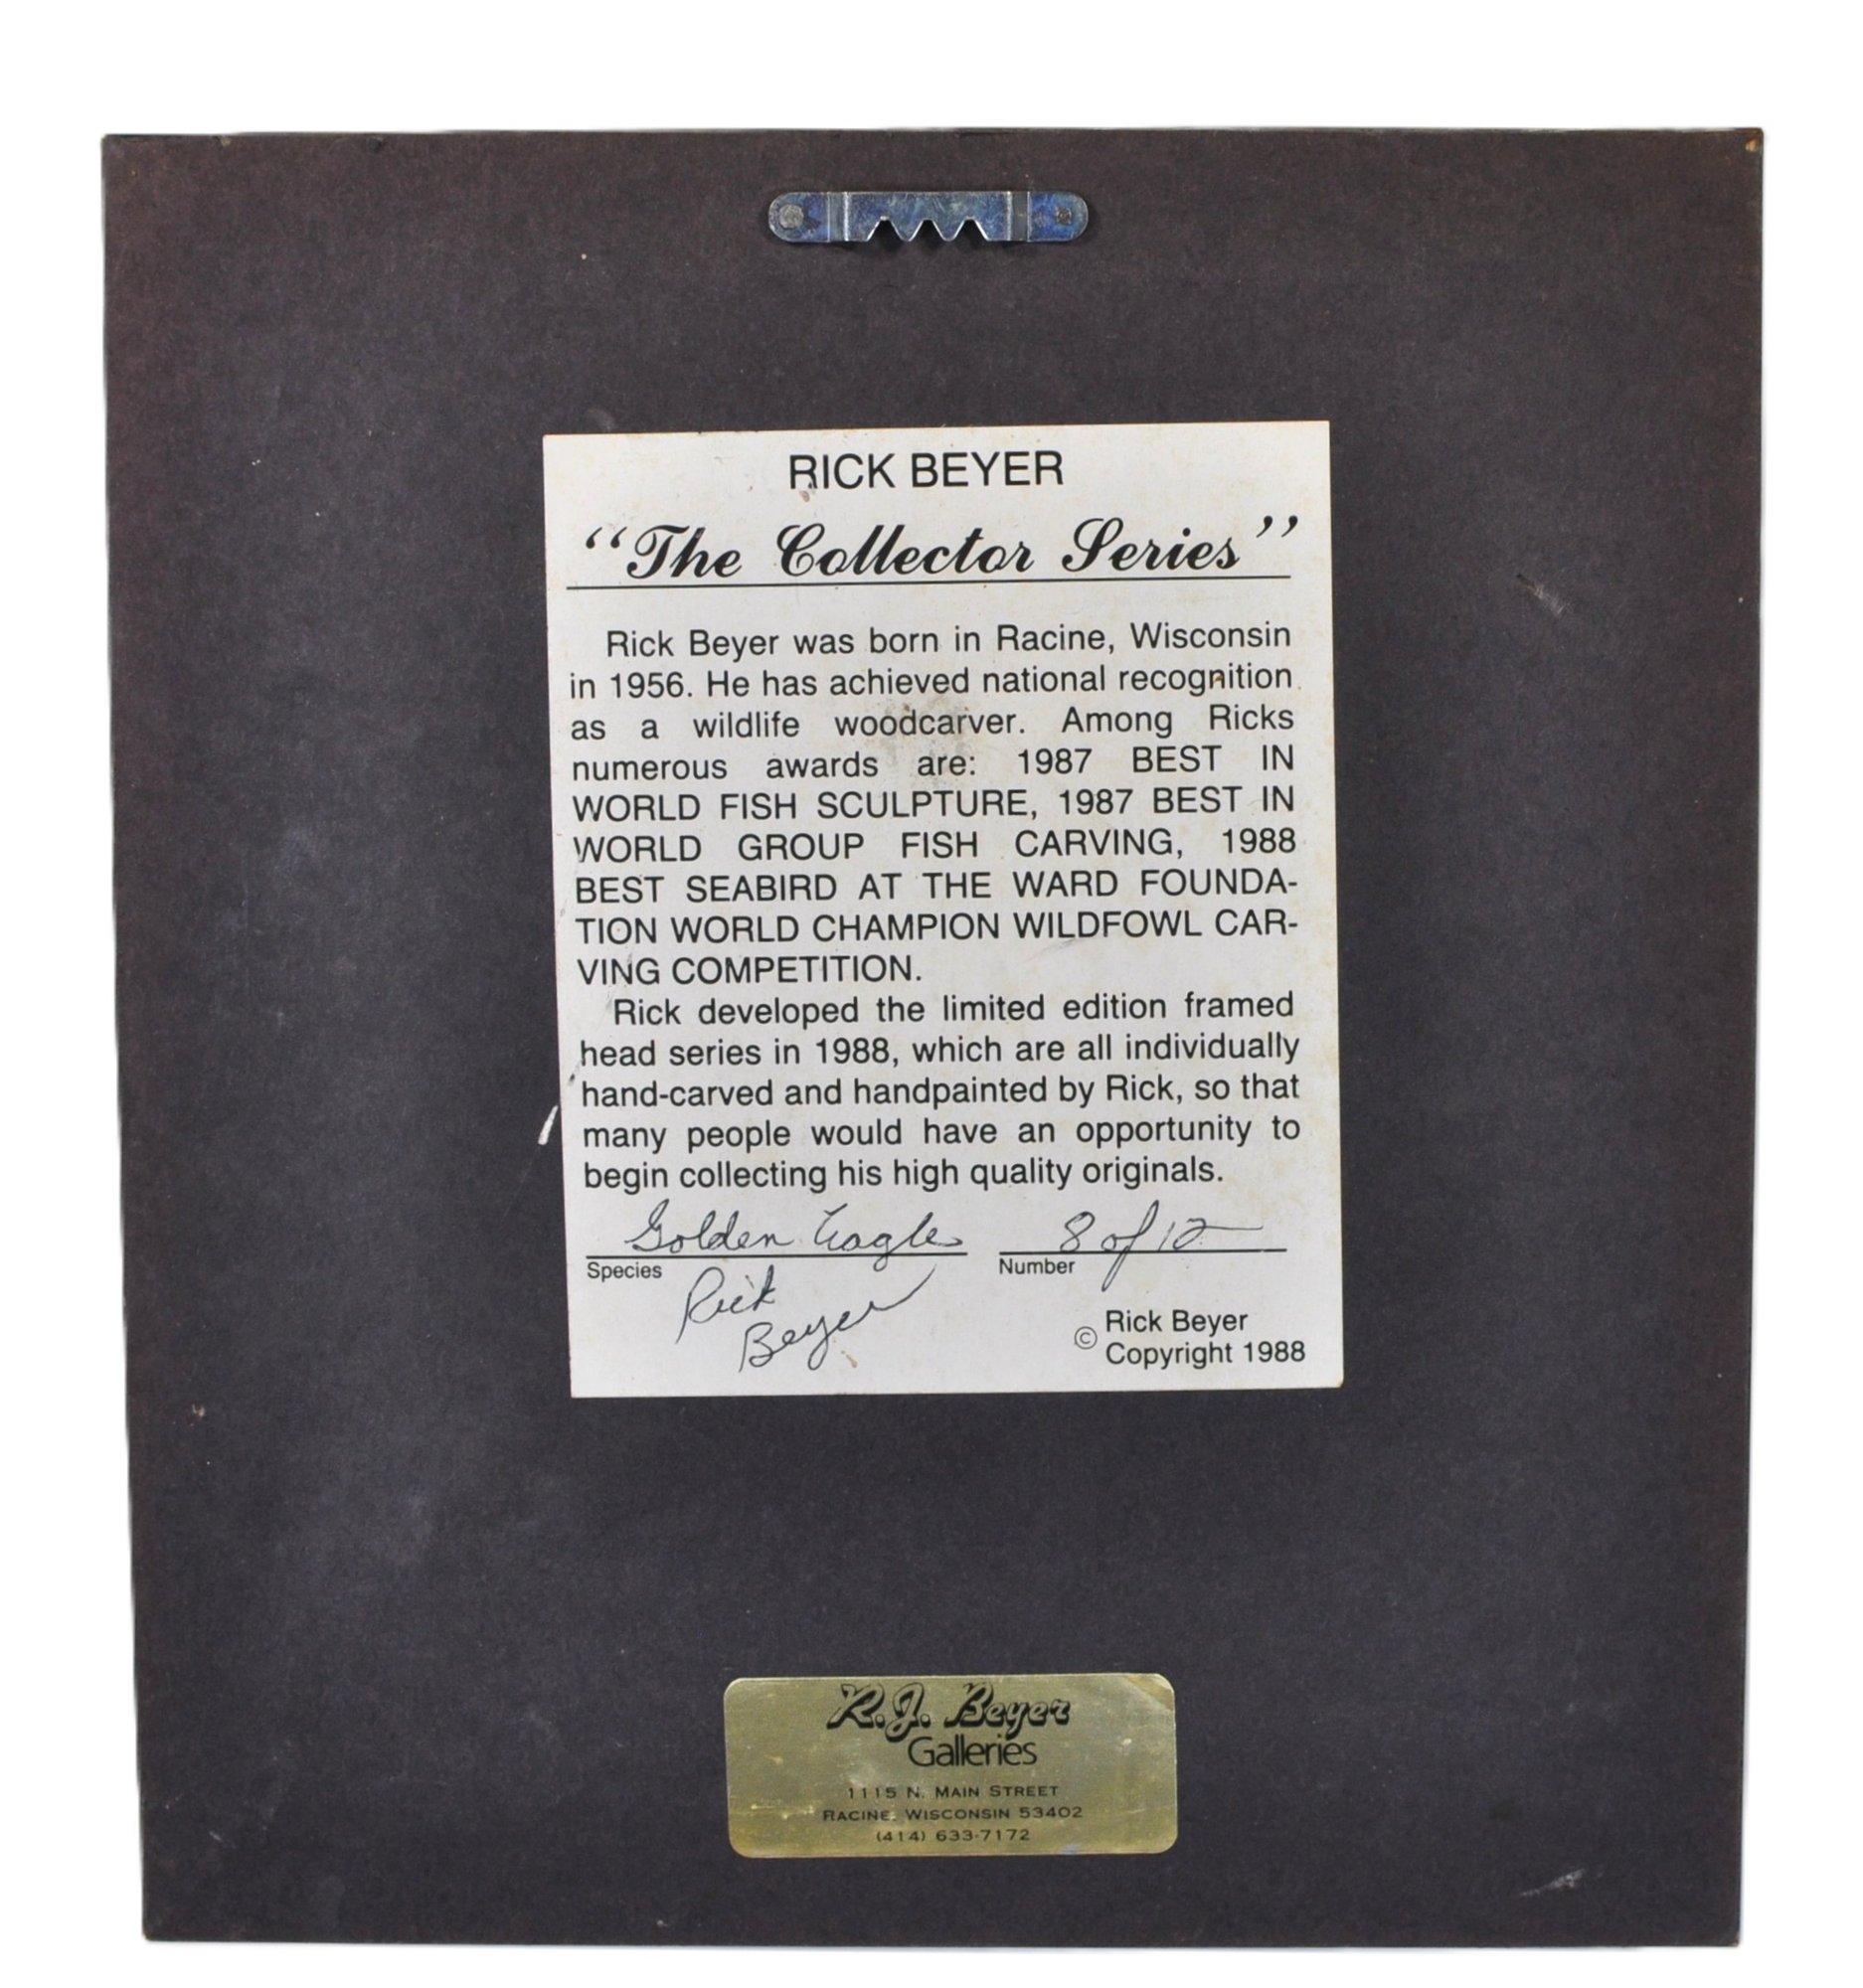 RICK BEYER
“The Collector Series”
Rick Beyer was born in Racine, Wisconsin
in 1956. He has achieved national recognition
as a wildlife woodcarver. Among Ricks
numerous awards are: 1987 BEST IN
WORLD FISH SCULPTURE, 1987 BEST IN
WORLD GROUP FISH CARVING, 1988
BEST SEABIRD AT THE WARD FOUNDA-
TION WORLD CHAMPION WILDFOWL CAR-
VING COMPETITION.
Rick developed the limited edition framed
head series in 1988, which are all individually
hand-carved and handpainted by Rick, so that
many people would have an opportunity to
begin collecting his high quality originals.
Golden Eagle 8 of 12
Species Number
Rick
Beyer
© Rick Beyer
Copyright 1988
R.J. Beyer
Galleries
1115 N. MAIN STREET
RACINE, WISCONSIN 53402
(414) 633-7172